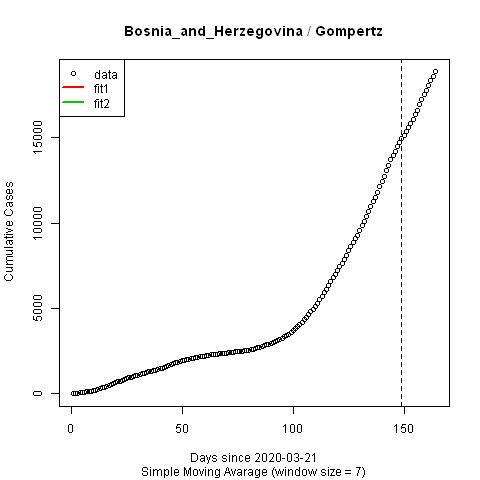 Bosnia_and_Herzegovina / Gompertz
data
fit1
fit2
Cumulative Cases
15000
10000
5000
0
0 50 100 150
Days since 2020-03-21
Simple Moving Avarage (window size = 7)